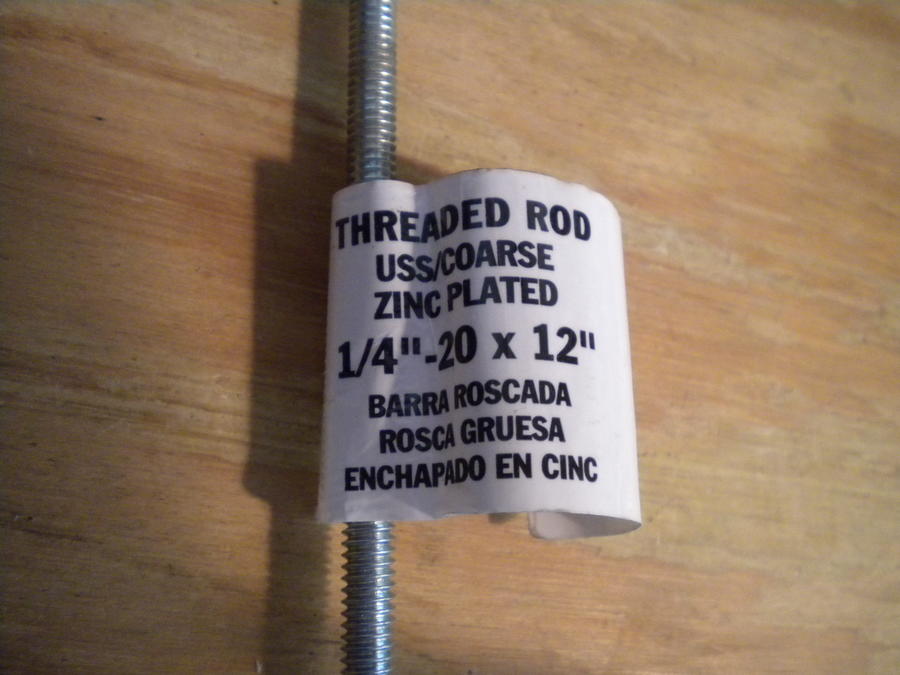 THREADED ROD
USS/COARSE
ZINC PLATED
1/4"-20 x 12"
BARRA ROSCADA
ROSCA GRUESA
ENCHAPADO EN CINC